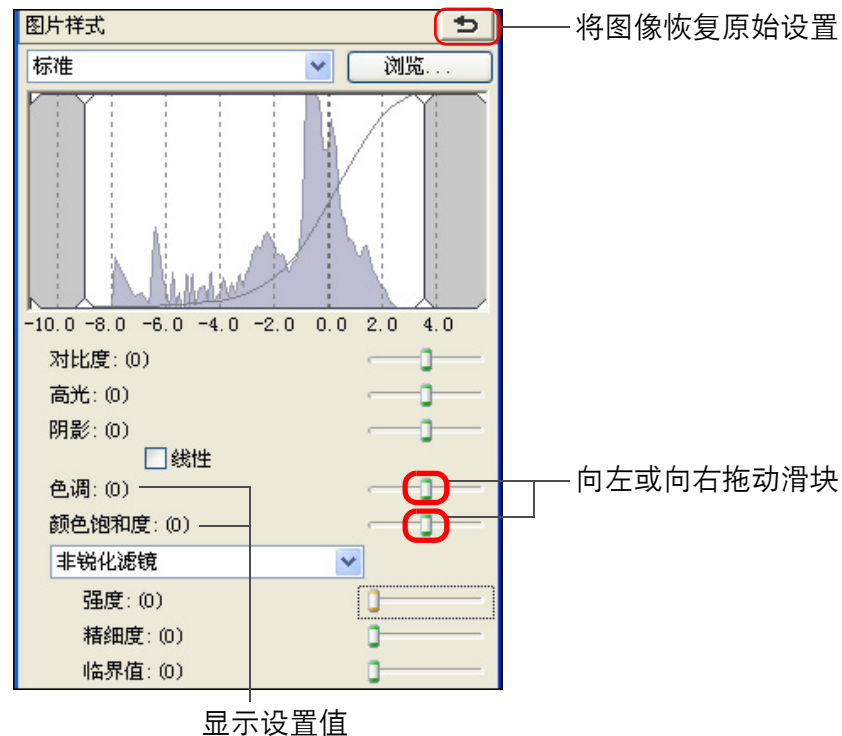 图片样式
将图像恢复原始设置
标准
浏览...
-10.0 -8.0 -6.0 -4.0 -2.0 0.0 2.0 4.0
对比度: (0)
高光: (0)
阴影: (0)
线性
色调: (0)
向左或向右拖动滑块
颜色饱和度: (0)
非锐化滤镜
强度: (0)
精细度: (0)
临界值: (0)
显示设置值